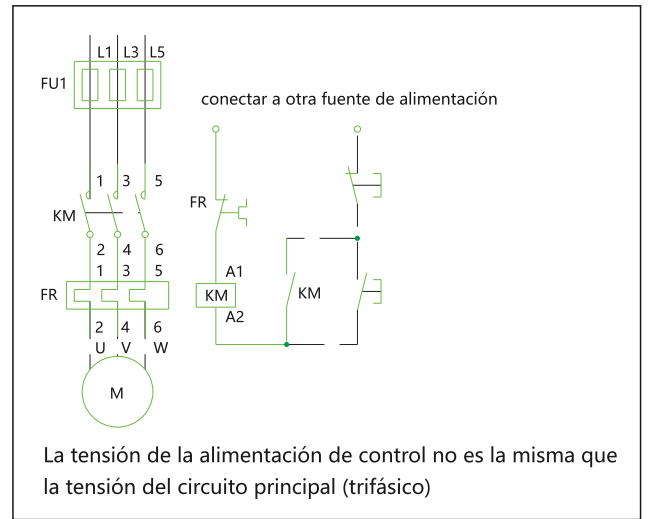 L1 L3 L5
FU1
conectar a otra fuente de alimentación
1 3 5
KM
FR
2 4 6
1 3 5
A1
FR
KM
KM
A2
2 4 6
U V W
M
La tensión de la alimentación de control no es la misma que
la tensión del circuito principal (trifásico)